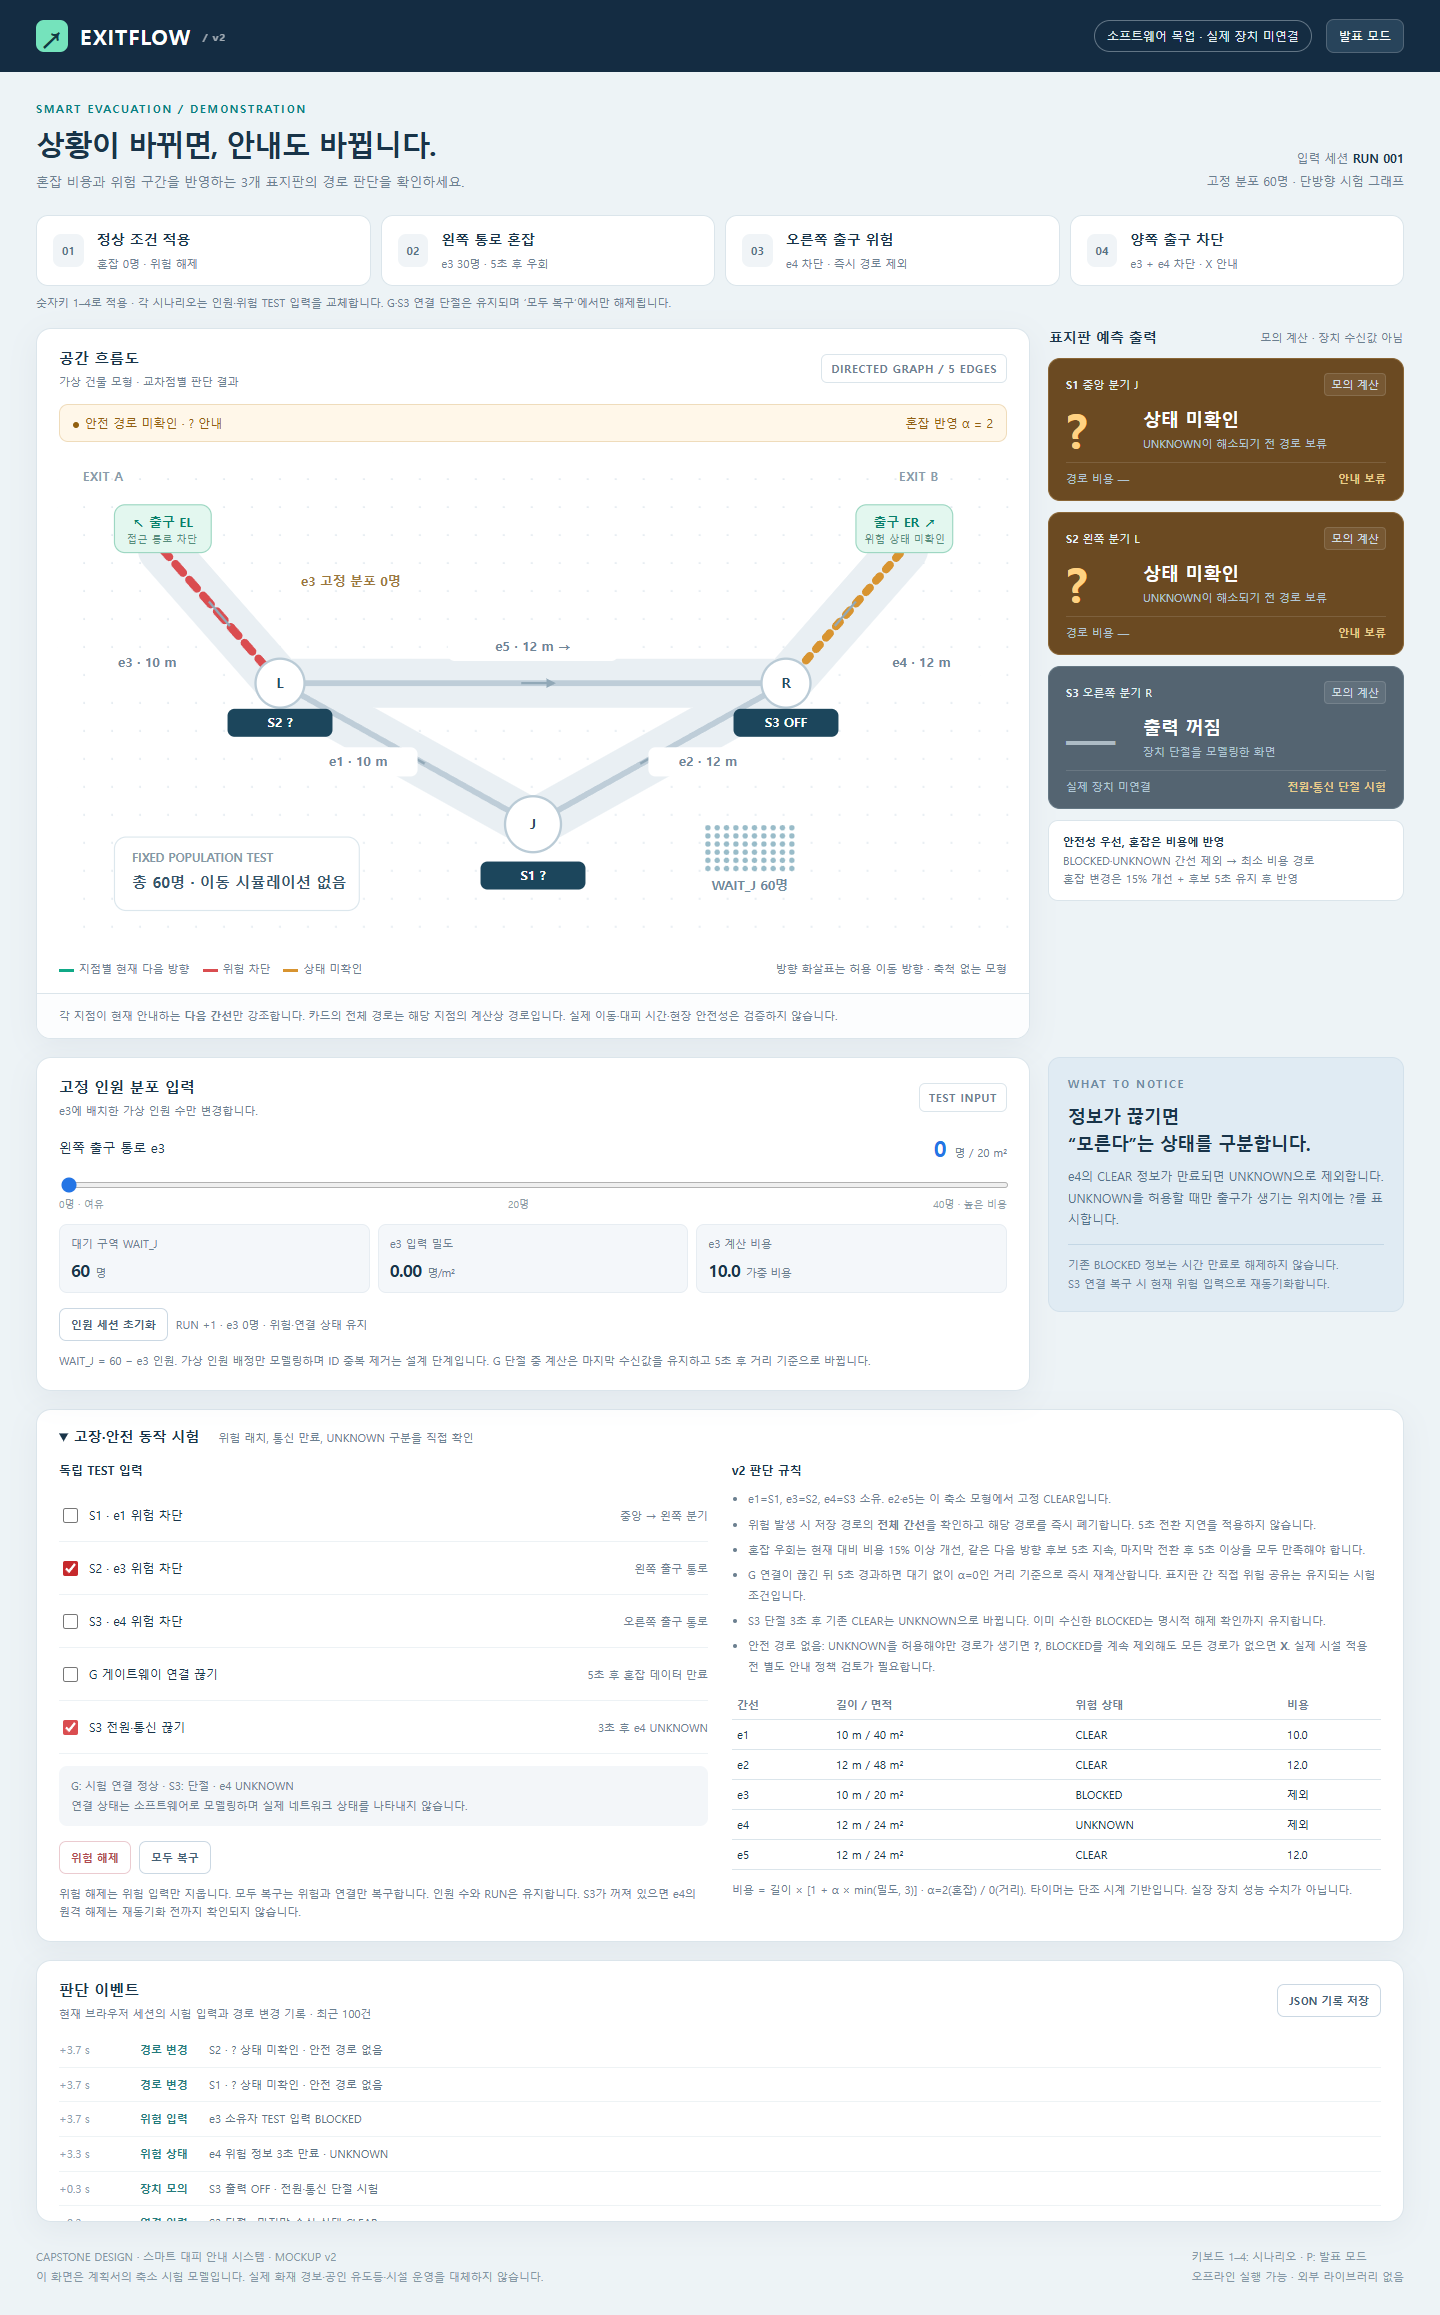 EXITFLOW / v2
소프트웨어 목업 · 실제 장치 미연결
발표 모드
SMART EVACUATION / DEMONSTRATION
상황이 바뀌면, 안내도 바뀝니다.
혼잡 비용과 위험 구간을 반영하는 3개 표지판의 경로 판단을 확인하세요.
입력 세션 RUN 001
고정 분포 60명 · 단방향 시험 그래프
01 정상 조건 적용
혼잡 0명 · 위험 해제
02 왼쪽 통로 혼잡
e3 30명 · 5초 후 우회
03 오른쪽 출구 위험
e4 차단 · 즉시 경로 제외
04 양쪽 출구 차단
e3 + e4 차단 · X 안내
숫자키 1–4로 적용 · 각 시나리오는 인원·위험 TEST 입력을 교체합니다. G·S3 연결 단절은 유지되며 ‘모두 복구’에서만 해제됩니다.
공간 흐름도
가상 건물 모형 · 교차점별 판단 결과
DIRECTED GRAPH / 5 EDGES
● 안전 경로 미확인 · ? 안내
혼잡 반영 α = 2
EXIT A
EXIT B
↖ 출구 EL
접근 통로 차단
출구 ER ↗
위험 상태 미확인
e3 고정 분포 0명
e5 · 12 m →
e3 · 10 m
e4 · 12 m
L
R
S2 ?
S3 OFF
e1 · 10 m
e2 · 12 m
J
S1 ?
FIXED POPULATION TEST
총 60명 · 이동 시뮬레이션 없음
WAIT_J 60명
지점별 현재 다음 방향
위험 차단
상태 미확인
방향 화살표는 허용 이동 방향 · 축척 없는 모형
각 지점이 현재 안내하는 다음 간선만 강조합니다. 카드의 전체 경로는 해당 지점의 계산상 경로입니다. 실제 이동·대피 시간·현장 안전성은 검증하지 않습니다.
표지판 예측 출력
모의 계산 · 장치 수신값 아님
S1 중앙 분기 J
모의 계산
?
상태 미확인
UNKNOWN이 해소되기 전 경로 보류
경로 비용 —
안내 보류
S2 왼쪽 분기 L
모의 계산
?
상태 미확인
UNKNOWN이 해소되기 전 경로 보류
경로 비용 —
안내 보류
S3 오른쪽 분기 R
모의 계산
—
출력 꺼짐
장치 단절을 모델링한 화면
실제 장치 미연결
전원·통신 단절 시험
안전성 우선, 혼잡은 비용에 반영
BLOCKED·UNKNOWN 간선 제외 → 최소 비용 경로
혼잡 변경은 15% 개선 + 후보 5초 유지 후 반영
고정 인원 분포 입력
e3에 배치한 가상 인원 수만 변경합니다.
TEST INPUT
왼쪽 출구 통로 e3
0 명 / 20 m²
0명 · 여유
20명
40명 · 높은 비용
대기 구역 WAIT_J
60 명
e3 입력 밀도
0.00 명/m²
e3 계산 비용
10.0 가중 비용
인원 세션 초기화
RUN +1 · e3 0명 · 위험·연결 상태 유지
WAIT_J = 60 − e3 인원. 가상 인원 배정만 모델링하며 ID 중복 제거는 설계 단계입니다. G 단절 중 계산은 마지막 수신값을 유지하고 5초 후 거리 기준으로 바뀝니다.
WHAT TO NOTICE
정보가 끊기면
“모른다”는 상태를 구분합니다.
e4의 CLEAR 정보가 만료되면 UNKNOWN으로 제외합니다.
UNKNOWN을 허용할 때만 출구가 생기는 위치에는 ?를 표
시합니다.
기존 BLOCKED 정보는 시간 만료로 해제하지 않습니다.
S3 연결 복구 시 현재 위험 입력으로 재동기화합니다.
▼ 고장·안전 동작 시험
위험 래치, 통신 만료, UNKNOWN 구분을 직접 확인
독립 TEST 입력
S1 · e1 위험 차단
중앙 → 왼쪽 분기
S2 · e3 위험 차단
왼쪽 출구 통로
S3 · e4 위험 차단
오른쪽 출구 통로
G 게이트웨이 연결 끊기
5초 후 혼잡 데이터 만료
S3 전원·통신 끊기
3초 후 e4 UNKNOWN
G: 시험 연결 정상 · S3: 단절 · e4 UNKNOWN
연결 상태는 소프트웨어로 모델링하며 실제 네트워크 상태를 나타내지 않습니다.
위험 해제
모두 복구
위험 해제는 위험 입력만 지웁니다. 모두 복구는 위험과 연결만 복구합니다. 인원 수와 RUN은 유지합니다. S3가 꺼져 있으면 e4의
원격 해제는 재동기화 전까지 확인되지 않습니다.
v2 판단 규칙
• e1=S1, e3=S2, e4=S3 소유. e2·e5는 이 축소 모형에서 고정 CLEAR입니다.
• 위험 발생 시 저장 경로의 전체 간선을 확인하고 해당 경로를 즉시 폐기합니다. 5초 전환 지연을 적용하지 않습니다.
• 혼잡 우회는 현재 대비 비용 15% 이상 개선, 같은 다음 방향 후보 5초 지속, 마지막 전환 후 5초 이상을 모두 만족해야 합니다.
• G 연결이 끊긴 뒤 5초 경과하면 대기 없이 α=0인 거리 기준으로 즉시 재계산합니다. 표지판 간 직접 위험 공유는 유지되는 시험
조건입니다.
• S3 단절 3초 후 기존 CLEAR는 UNKNOWN으로 바뀝니다. 이미 수신한 BLOCKED는 명시적 해제 확인까지 유지합니다.
• 안전 경로 없음: UNKNOWN을 허용해야만 경로가 생기면 ?, BLOCKED를 계속 제외해도 모든 경로가 없으면 X. 실제 시설 적용
전 별도 안내 정책 검토가 필요합니다.
간선 길이 / 면적 위험 상태 비용
e1 10 m / 40 m² CLEAR 10.0
e2 12 m / 48 m² CLEAR 12.0
e3 10 m / 20 m² BLOCKED 제외
e4 12 m / 24 m² UNKNOWN 제외
e5 12 m / 24 m² CLEAR 12.0
비용 = 길이 × [1 + α × min(밀도, 3)] · α=2(혼잡) / 0(거리). 타이머는 단조 시계 기반입니다. 실장 장치 성능 수치가 아닙니다.
판단 이벤트
현재 브라우저 세션의 시험 입력과 경로 변경 기록 · 최근 100건
JSON 기록 저장
+3.7 s 경로 변경 S2 · ? 상태 미확인 · 안전 경로 없음
+3.7 s 경로 변경 S1 · ? 상태 미확인 · 안전 경로 없음
+3.7 s 위험 입력 e3 소유자 TEST 입력 BLOCKED
+3.3 s 위험 상태 e4 위험 정보 3초 만료 · UNKNOWN
+0.3 s 장치 모의 S3 출력 OFF · 전원·통신 단절 시험
CAPSTONE DESIGN · 스마트 대피 안내 시스템 · MOCKUP v2
이 화면은 계획서의 축소 시험 모델입니다. 실제 화재 경보·공인 유도등·시설 운영을 대체하지 않습니다.
키보드 1–4: 시나리오 · P: 발표 모드
오프라인 실행 가능 · 외부 라이브러리 없음